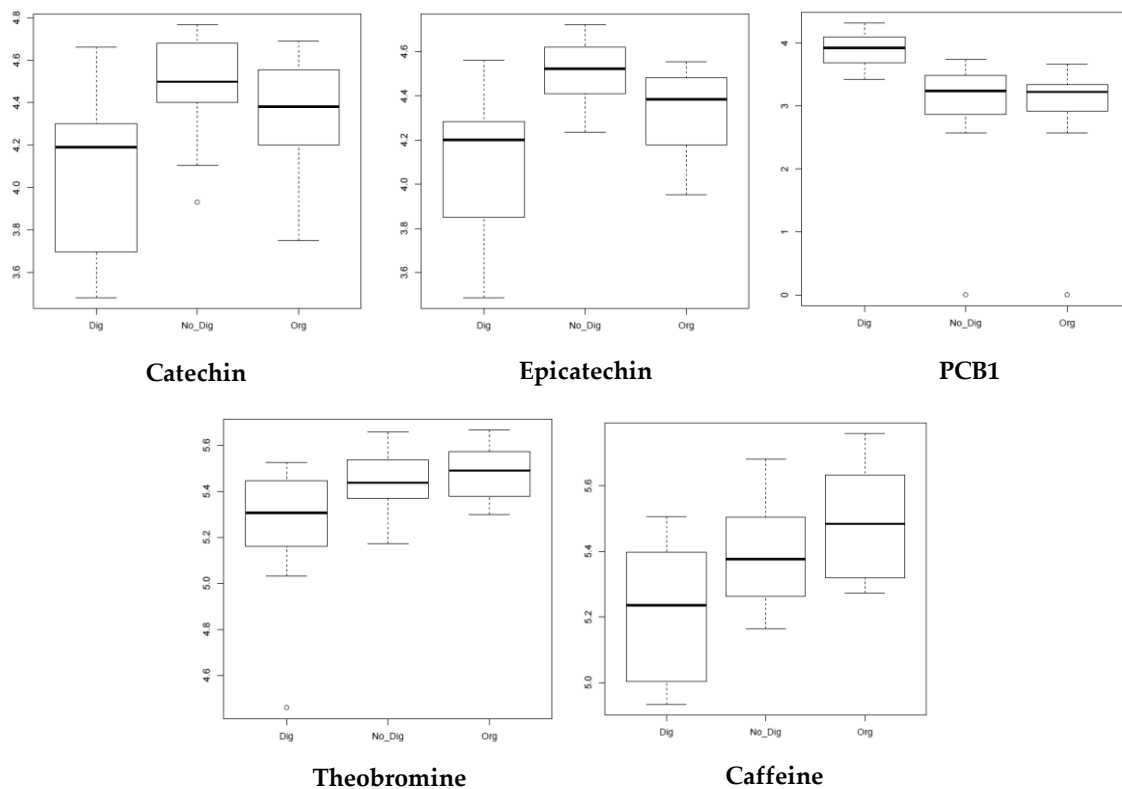 4.8
4.6
4.4
4.2
4.0
3.8
3.6
Dig No_Dig Org
Catechin
4.6
4.4
4.2
4.0
3.8
3.6
Dig No_Dig Org
Epicatechin
4
3
2
1
0
Dig No_Dig Org
PCB1
5.6
5.4
5.2
5.0
4.8
4.6
Dig No_Dig Org
Theobromine
5.6
5.4
5.2
5.0
Dig No_Dig Org
Caffeine